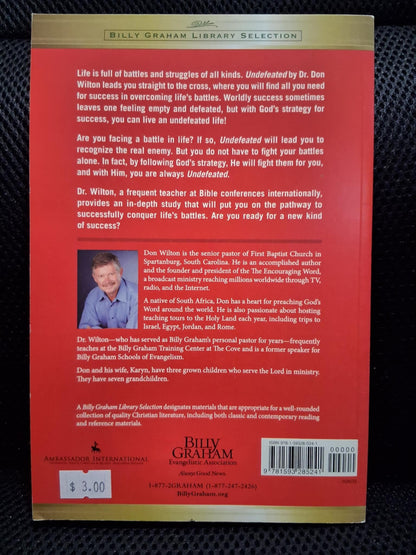 BILLY GRAHAM LIBRARY SELECTION
Life is full of battles and struggles of all kinds. Undefeated by Dr. Don
Wilton leads you straight to the cross, where you will find all you need
for success in overcoming life's battles. Worldly success sometimes
leaves one feeling empty and defeated, but with God's strategy for
success, you can live an undefeated life!
Are you facing a battle in life? If so, Undefeated will lead you to
recognize the real enemy. But you do not have to fight your battles
alone. In fact, by following God's strategy, He will fight them for you,
and with Him, you are always Undefeated.
Dr. Wilton, a frequent teacher at Bible conferences internationally,
provides an in-depth study that will put you on the pathway to
successfully conquer life's battles. Are you ready for a new kind
of success?
Don Wilton is the senior pastor of First Baptist Church in
Spartanburg, South Carolina. He is an accomplished author
and the founder and president of the The Encouraging Word,
a broadcast ministry reaching millions worldwide through TV,
radio, and the Internet.
A native of South Africa, Don has a heart for preaching God's
Word around the world. He is also passionate about hosting
teaching tours to the Holy Land each year, including trips to
Israel, Egypt, Jordan, and Rome.
Dr. Wilton—who has served as Billy Graham's personal pastor for years—frequently
teaches at the Billy Graham Training Center at The Cove and is a former speaker for
Billy Graham Schools of Evangelism.
Don and his wife, Karyn, have three grown children who serve the Lord in ministry.
They have seven grandchildren.
A Billy Graham Library Selection designates materials that are appropriate for a well-rounded
collection of quality Christian literature, including both classic and contemporary reading
and reference materials.
AMBASSADOR INTERNATIONAL
BILLY
GRAHAM
Evangelistic Association
Always Good News.
1-877-2GRAHAM (1-877-247-2426)
BillyGraham.org
$ 3.00
ISBN 978-1-59328-524-1
00000
9 781593 285241